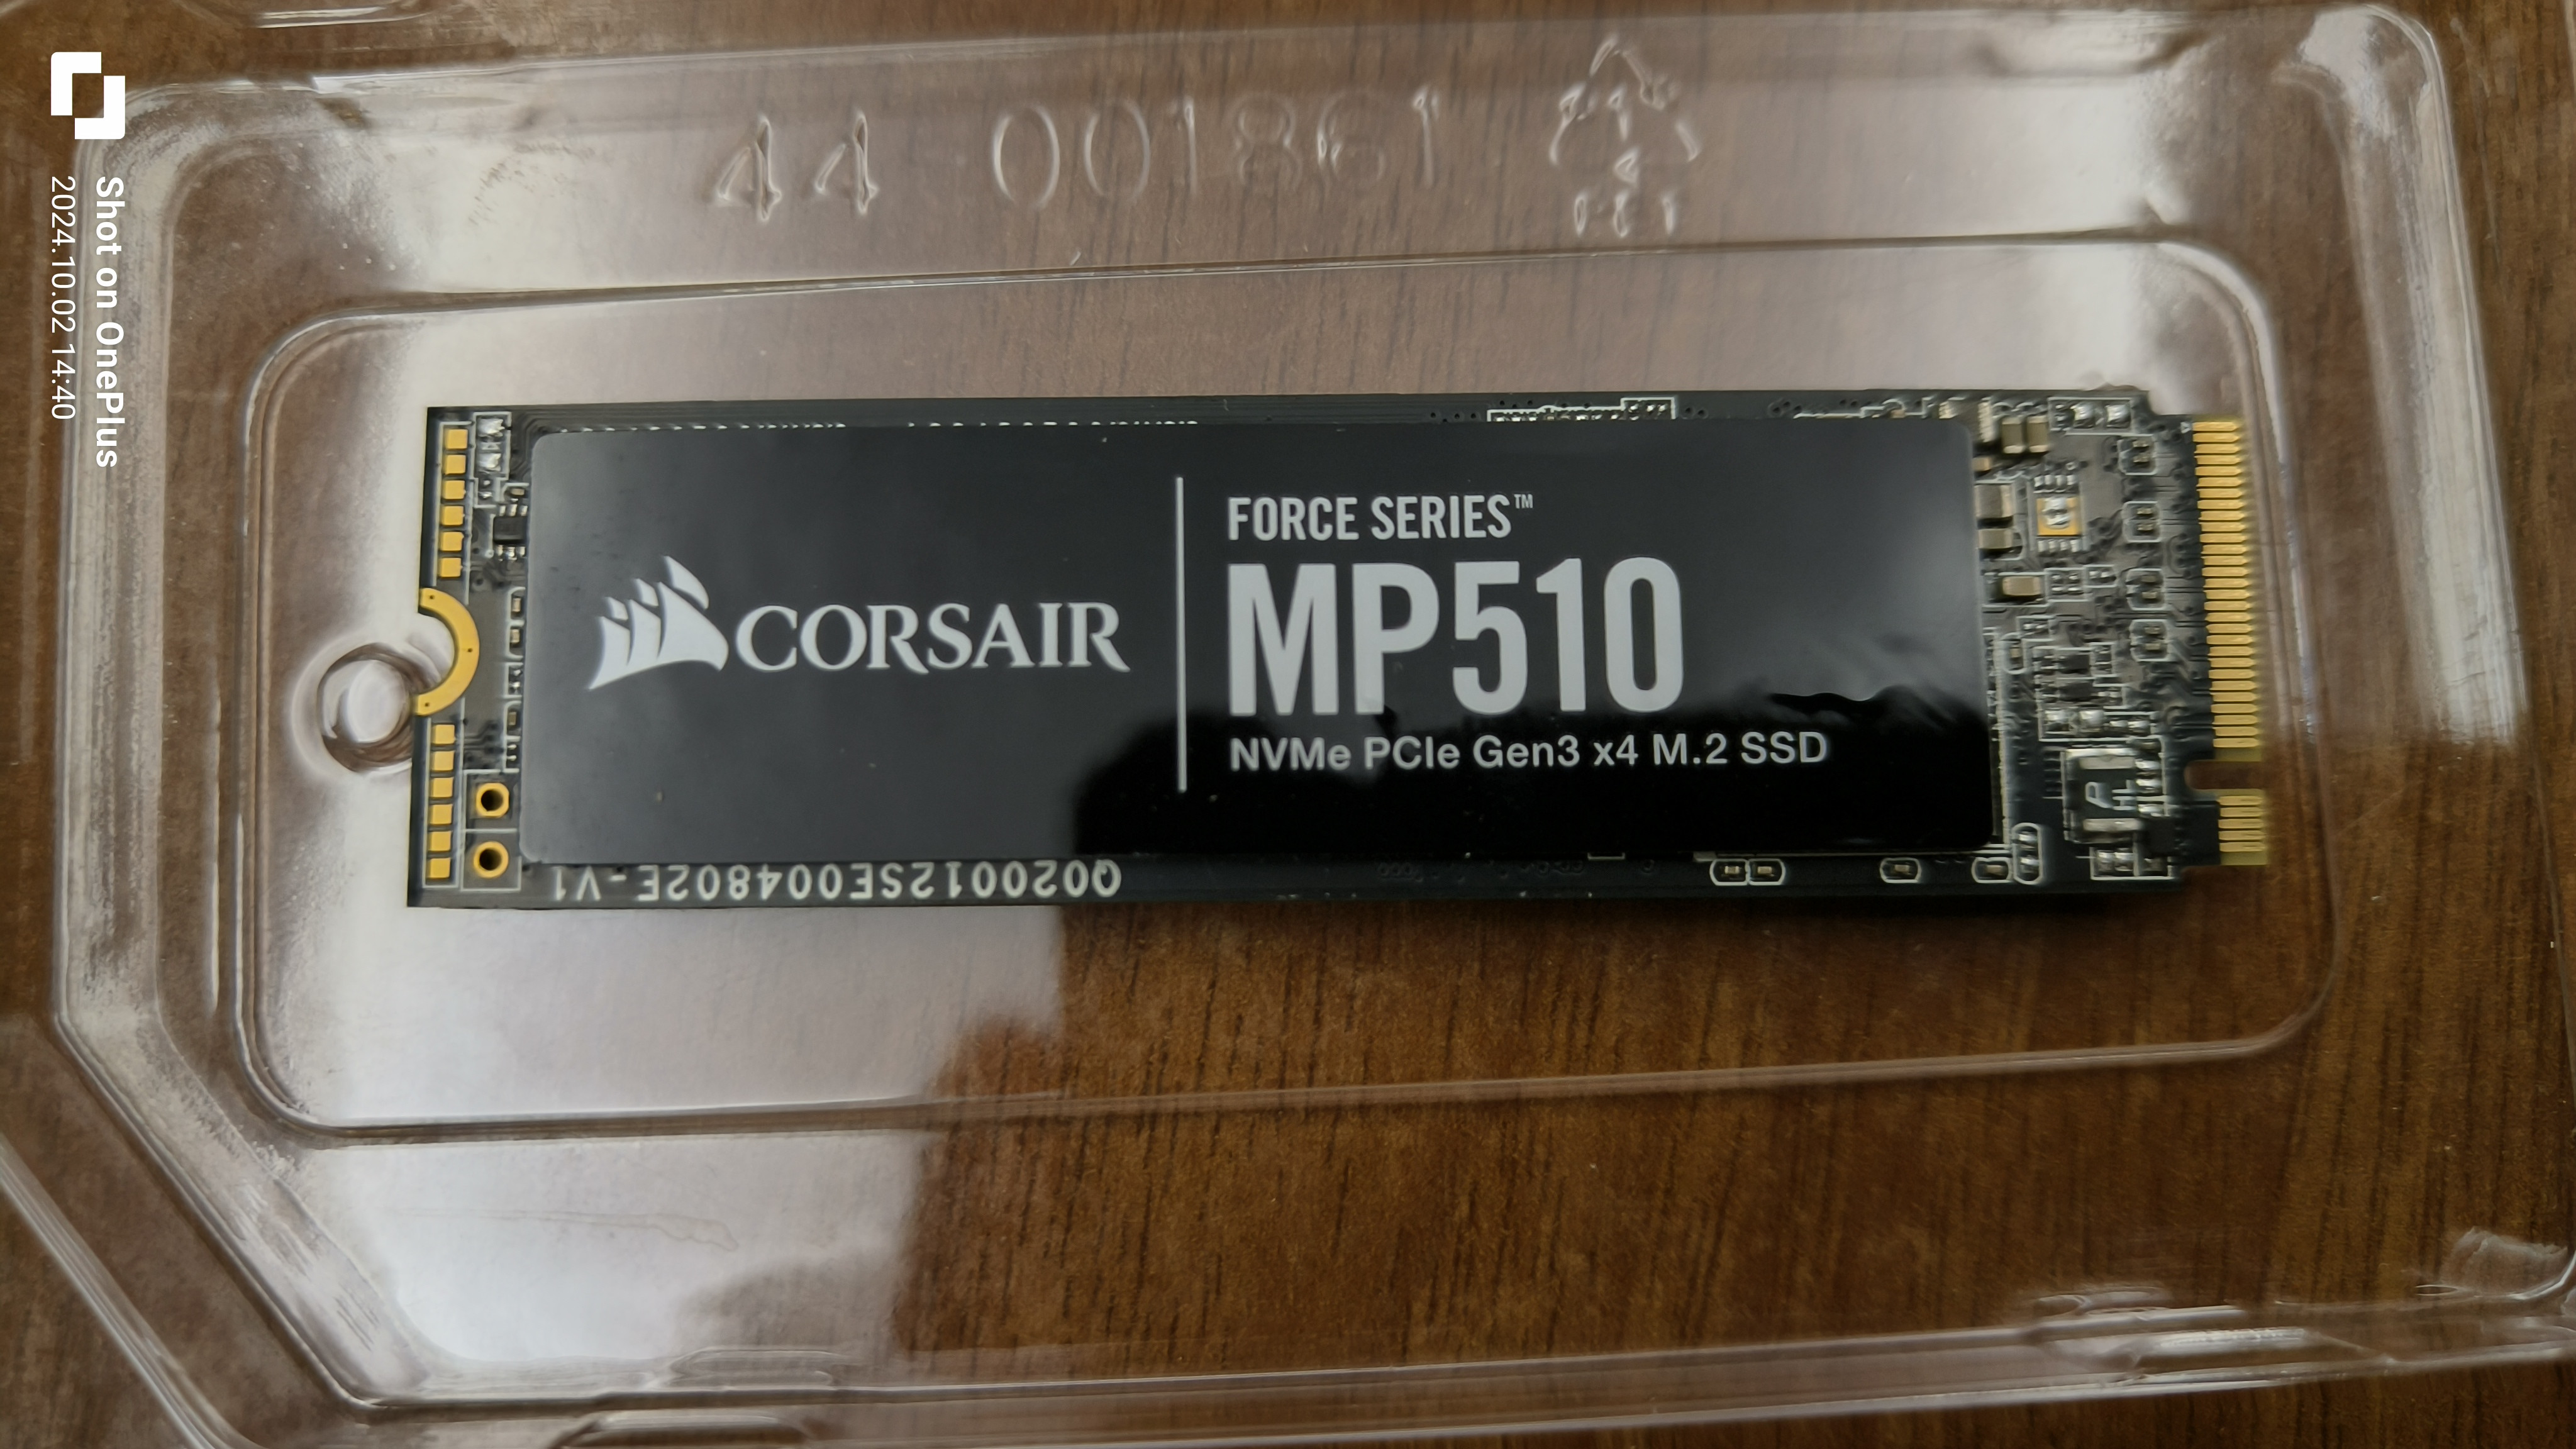 Shot on OnePlus
2024.10.02 14:40
44 001861
CORSAIR
FORCE SERIES™
MP510
NVMe PCIe Gen3 x4 M.2 SSD
Q020012SE004802E-V1